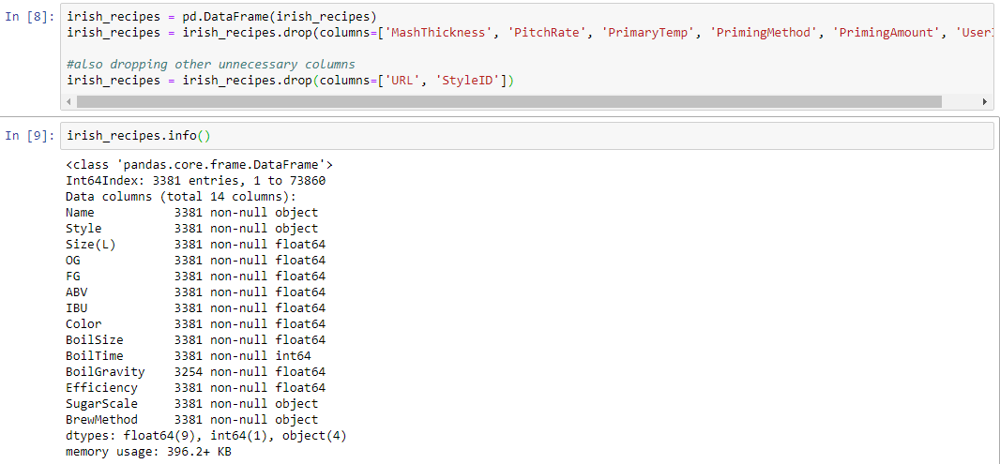 In [8]: irish_recipes = pd.DataFrame(irish_recipes)
irish_recipes = irish_recipes.drop(columns=['MashThickness', 'PitchRate', 'PrimaryTemp', 'PrimingMethod', 'PrimingAmount', 'User
#also dropping other unnecessary columns
irish_recipes = irish_recipes.drop(columns=['URL', 'StyleID'])
In [9]: irish_recipes.info()
<class 'pandas.core.frame.DataFrame'>
Int64Index: 3381 entries, 1 to 73860
Data columns (total 14 columns):
Name 3381 non-null object
Style 3381 non-null object
Size(L) 3381 non-null float64
OG 3381 non-null float64
FG 3381 non-null float64
ABV 3381 non-null float64
IBU 3381 non-null float64
Color 3381 non-null float64
BoilSize 3381 non-null float64
BoilTime 3381 non-null int64
BoilGravity 3254 non-null float64
Efficiency 3381 non-null float64
SugarScale 3381 non-null object
BrewMethod 3381 non-null object
dtypes: float64(9), int64(1), object(4)
memory usage: 396.2+ KB